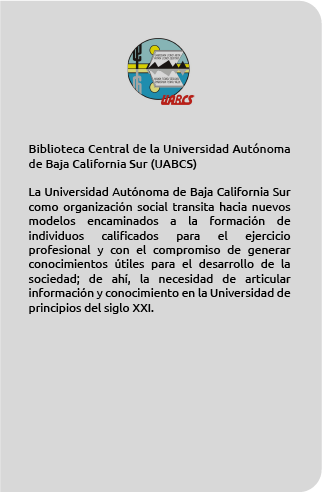 UABCS
Biblioteca Central de la Universidad Autónoma
de Baja California Sur (UABCS)
La Universidad Autónoma de Baja California Sur
como organización social transita hacia nuevos
modelos encaminados a la formación de
individuos calificados para el ejercicio
profesional y con el compromiso de generar
conocimientos útiles para el desarrollo de la
sociedad; de ahí, la necesidad de articular
información y conocimiento en la Universidad de
principios del siglo XXI.